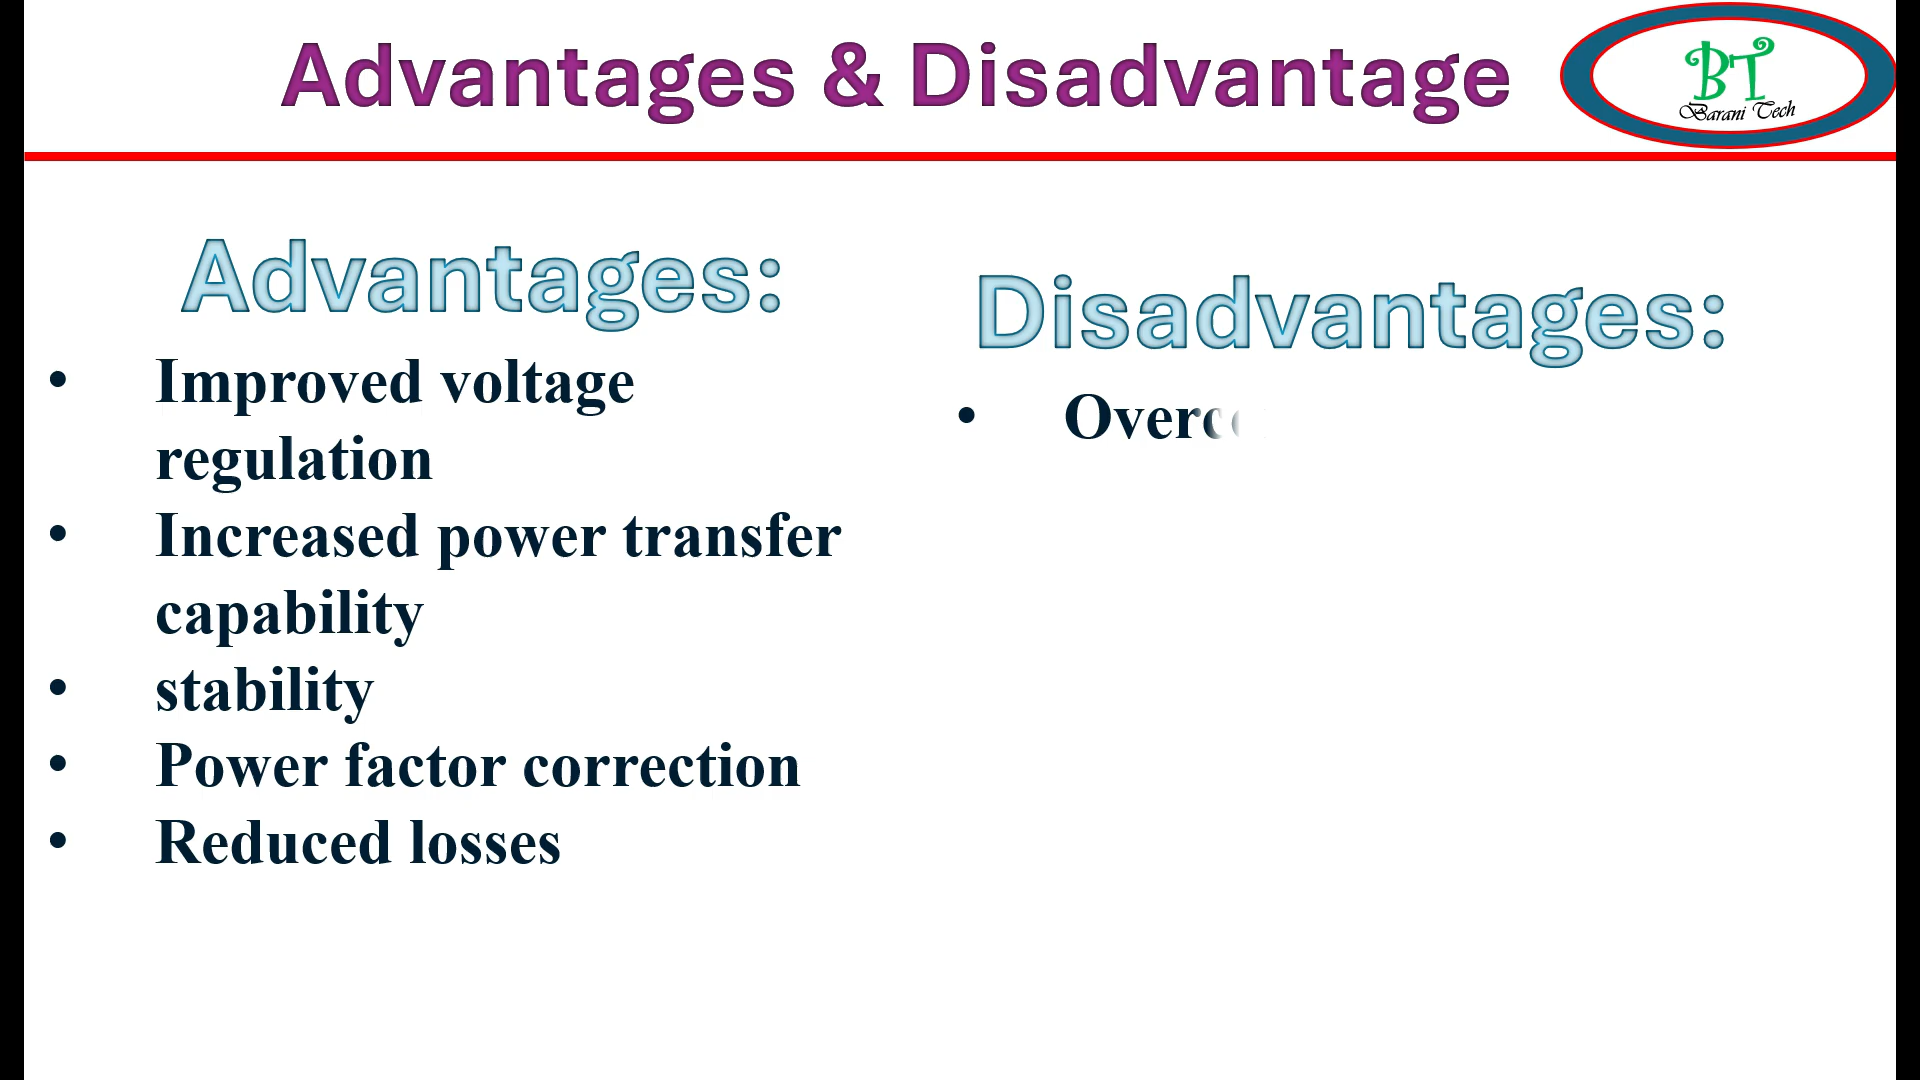 Advantages & Disadvantage
BT
Barani Tech
Advantages:
• Improved voltage
regulation
• Increased power transfer
capability
• stability
• Power factor correction
• Reduced losses
Disadvantages:
•